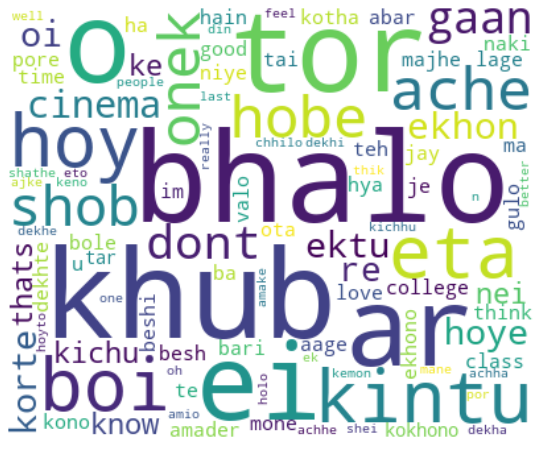 well
feel
o
tor
oi
ha
onek
hain
kotha
abar
gaan
pore
ke
good
din
tai
majhe
lage
naki
time
people
niye
last
ache
cinema
hobe
ekhon
hoy
bhalo
really
chhilo
dekhi
teh
jay
ma
shathe
eto
ajke
keno
im
valo
hya
thik
je
gulo
n
better
shob
kichhu
dekhe
bole
dont
ota
ektu
eta
thats
dekhte
u
tar
khub
ba
amake
re
ar
college
nei
love
think
korte
hoyto
one
beshi
kichu
besh
bari
aage
ekhono
hoye
class
boi
oh
te
ei
ek
holo
kemon
mane
achha
kintu
por
kono
know
amio
amader
mone
achhe
shei
kokhono
dekha